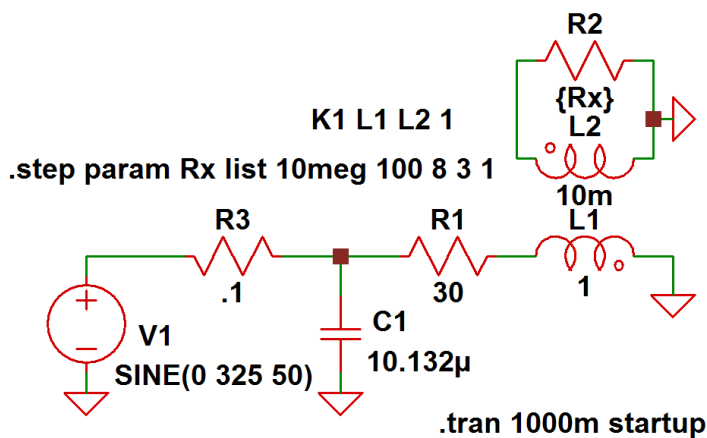 R2
{Rx}
K1 L1 L2 1
L2
.step param Rx list 10meg 100 8 3 1
10m
R3
R1
L1
.1
30
1
V1
C1
10.132µ
SINE(0 325 50)
.tran 1000m startup